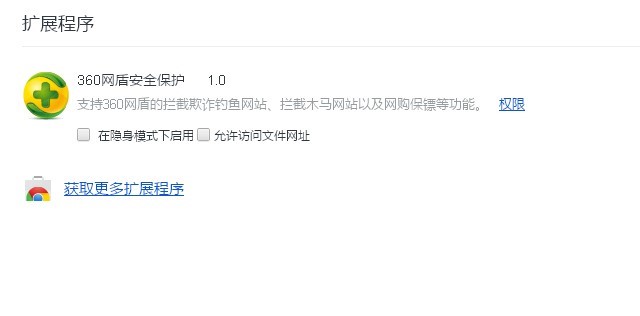 扩展程序
360网盾安全保护 1.0
支持360网盾的拦截欺诈钓鱼网站、拦截木马网站以及网购保镖等功能。 权限
在隐身模式下启用 允许访问文件网址
获取更多扩展程序